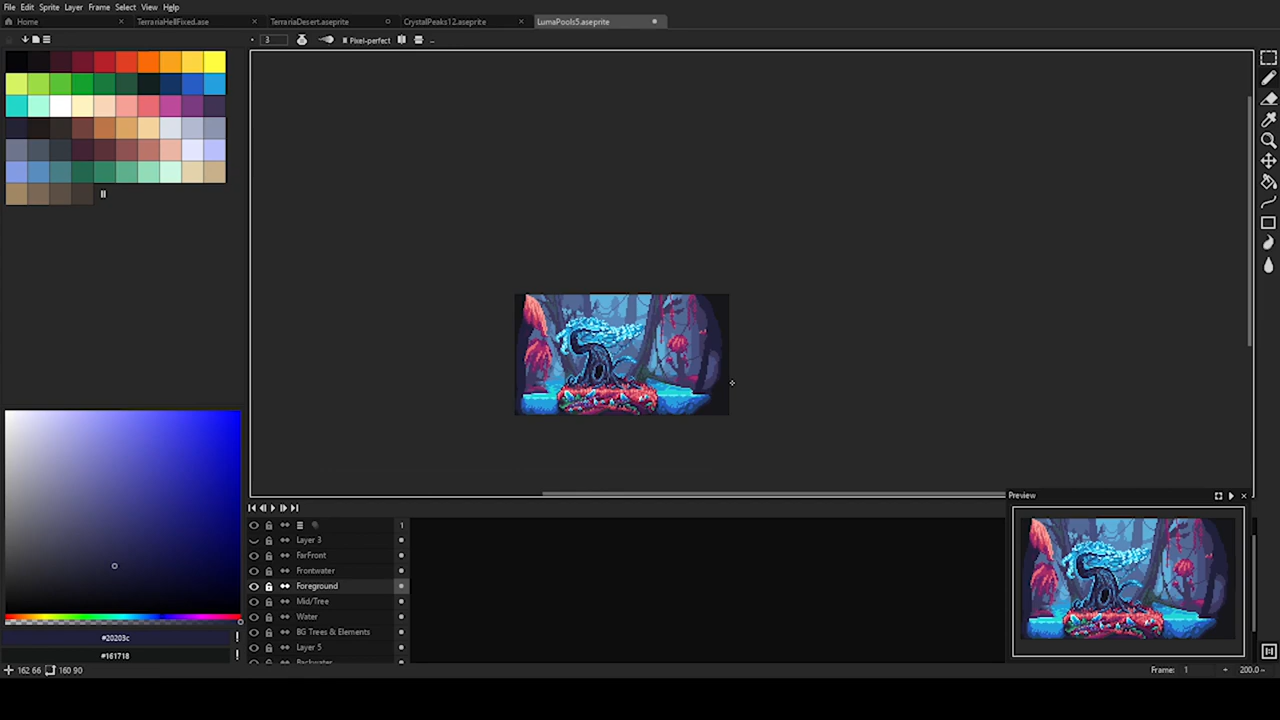 File Edit Sprite Layer Frame Select View Help
Home TerrariaHellFixed.ase TerrariaDesert.aseprite CrystalPeaks12.aseprite LumaPools5.aseprite
3 Pixel-perfect
Preview
1
Layer 3
FarFront
Frontwater
Foreground
Mid/Tree
Water
BG Trees & Elements
Layer 5
Backwater
#20203c
#161718
162 66 160 90 Frame: 1 200.0